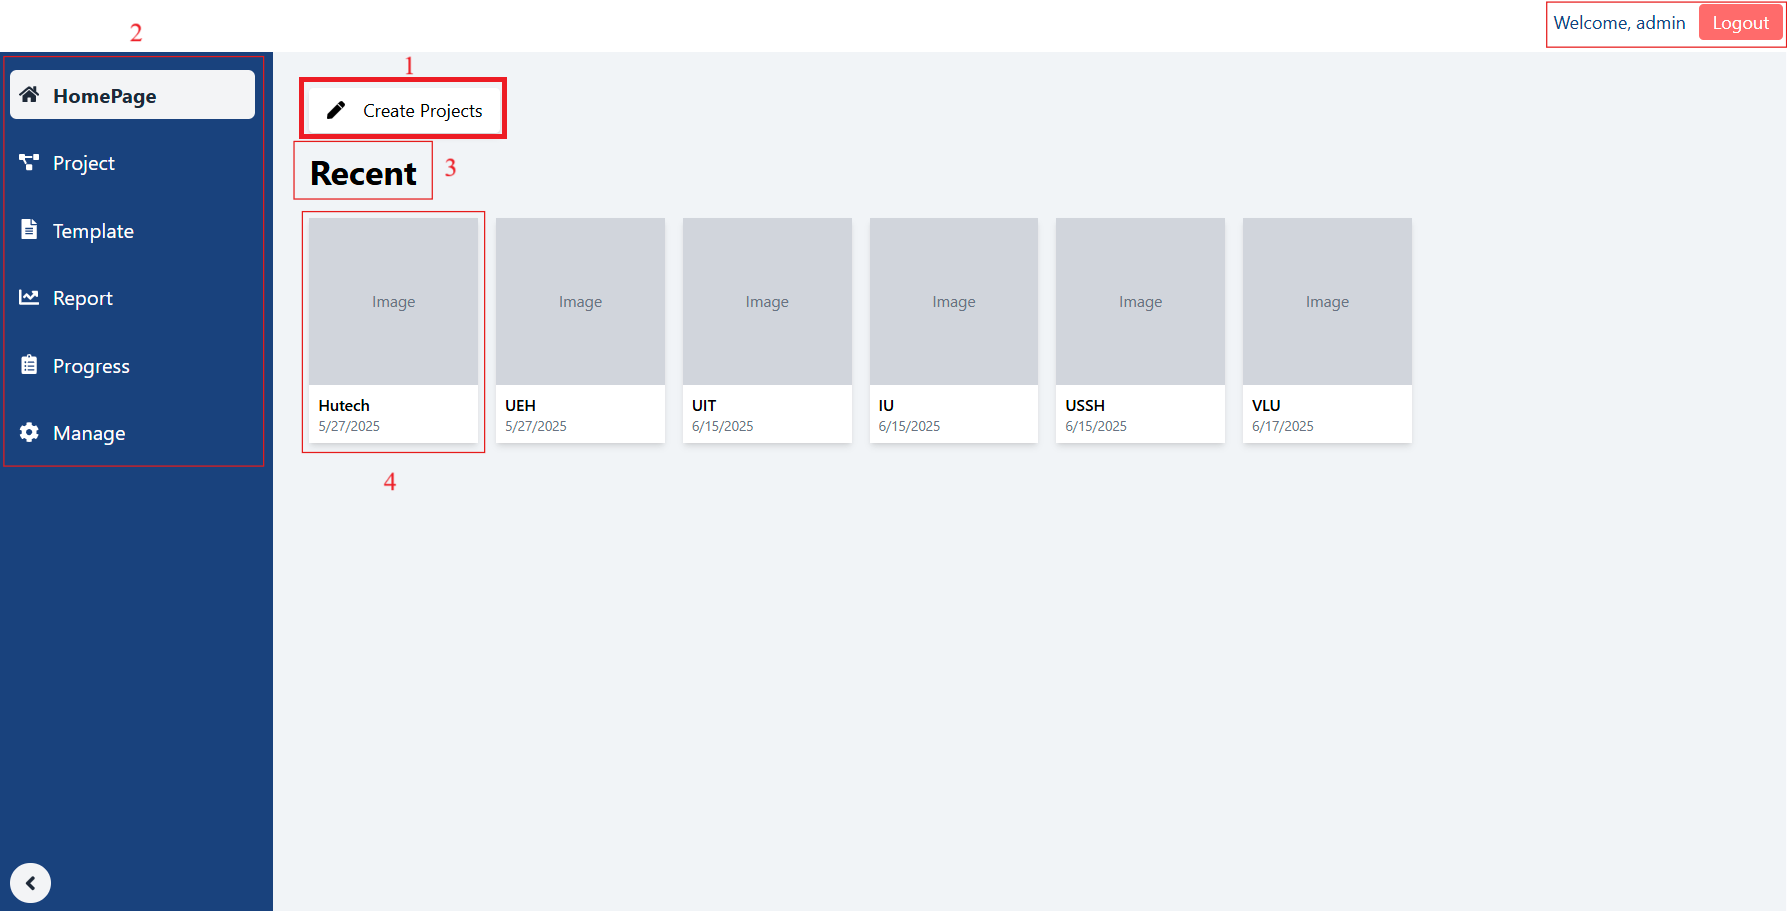 2
Welcome, admin Logout
1
HomePage
Create Projects
Project
Recent 3
Template
Report
Progress
Manage
Image Image Image Image Image Image
Hutech UEH UIT IU USSH VLU
5/27/2025 5/27/2025 6/15/2025 6/15/2025 6/15/2025 6/17/2025
4